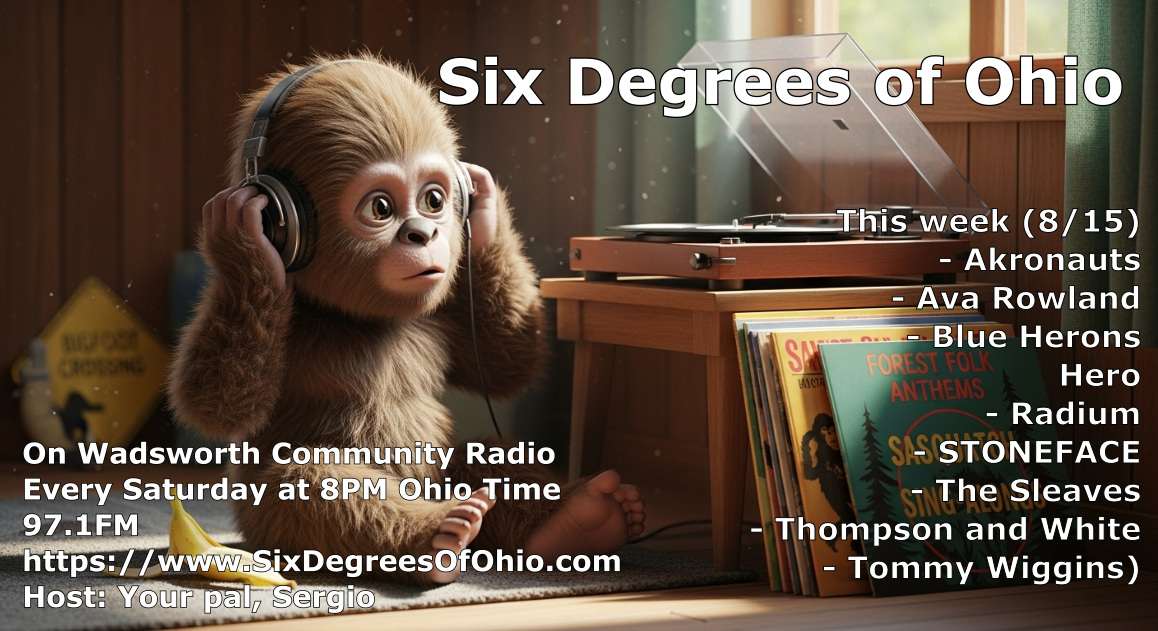 Six Degrees of Ohio
This week (8/15)
- Akronauts
- Ava Rowland
- Blue Herons
Hero
- Radium
- STONEFACE
- The Sleaves
- Thompson and White
- Tommy Wiggins)
On Wadsworth Community Radio
Every Saturday at 8PM Ohio Time
97.1FM
https://www.SixDegreesOfOhio.com
Host: Your pal, Sergio
BIGFOOT
CROSSING
FOREST FOLK
ANTHEMS
SASQUATCH
SING-ALONGS